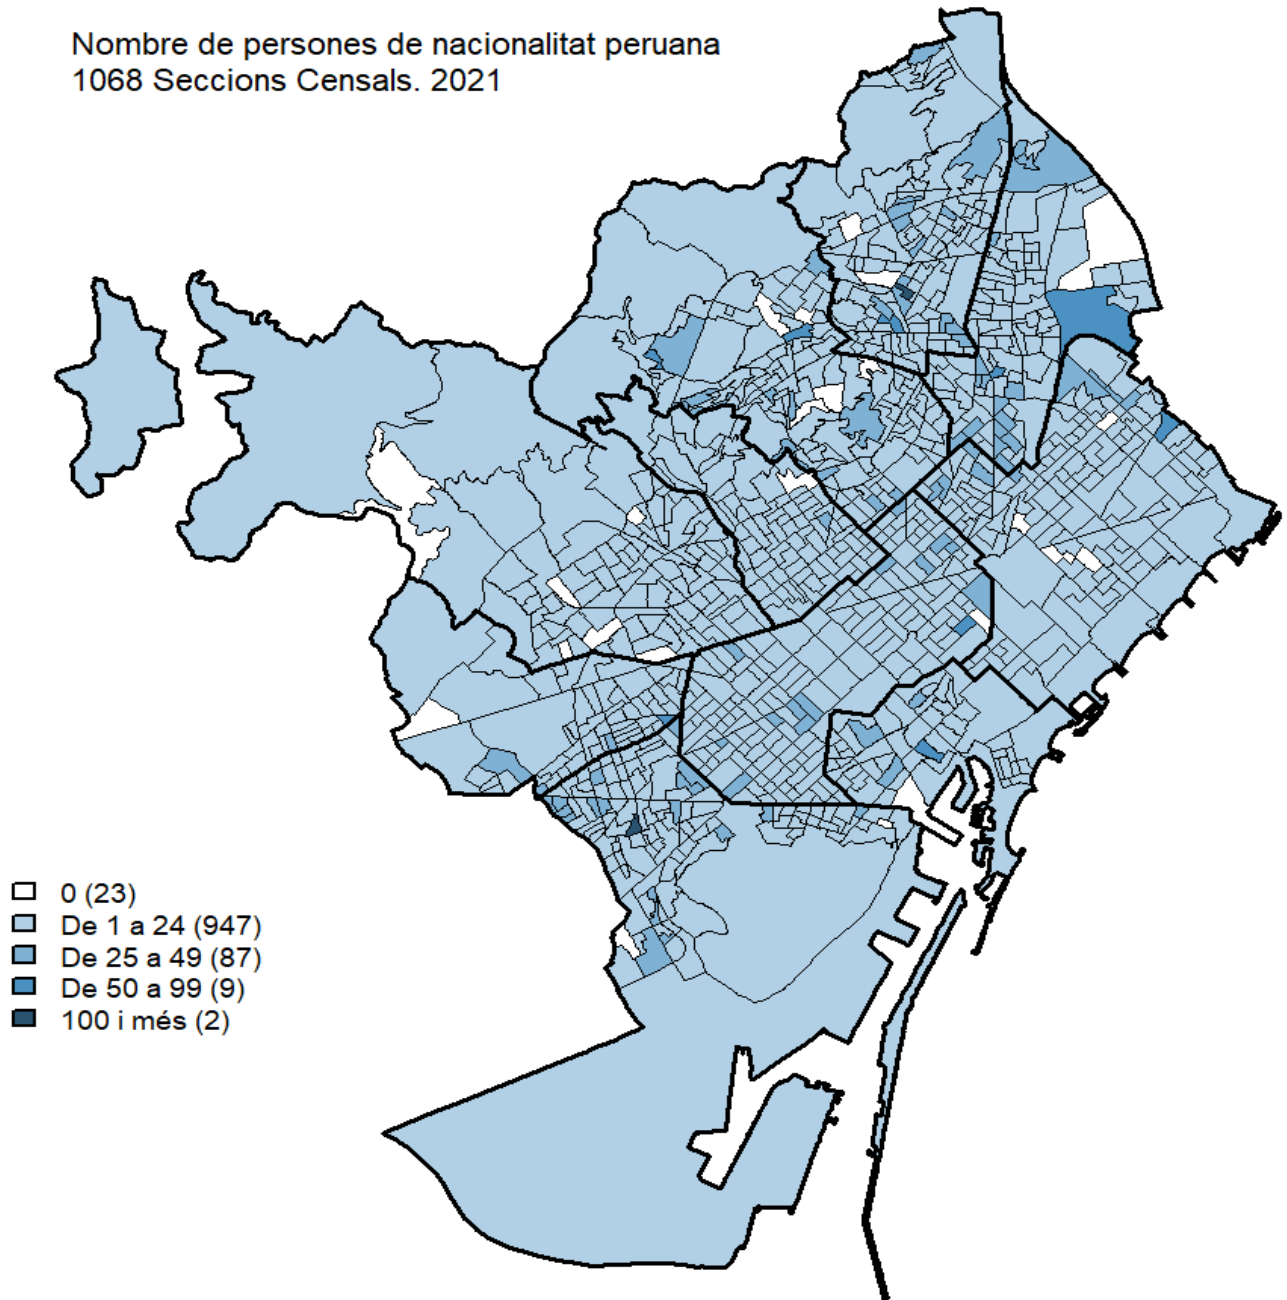 Nombre de persones de nacionalitat peruana
1068 Seccions Censals. 2021
0 (23)
De 1 a 24 (947)
De 25 a 49 (87)
De 50 a 99 (9)
100 i més (2)